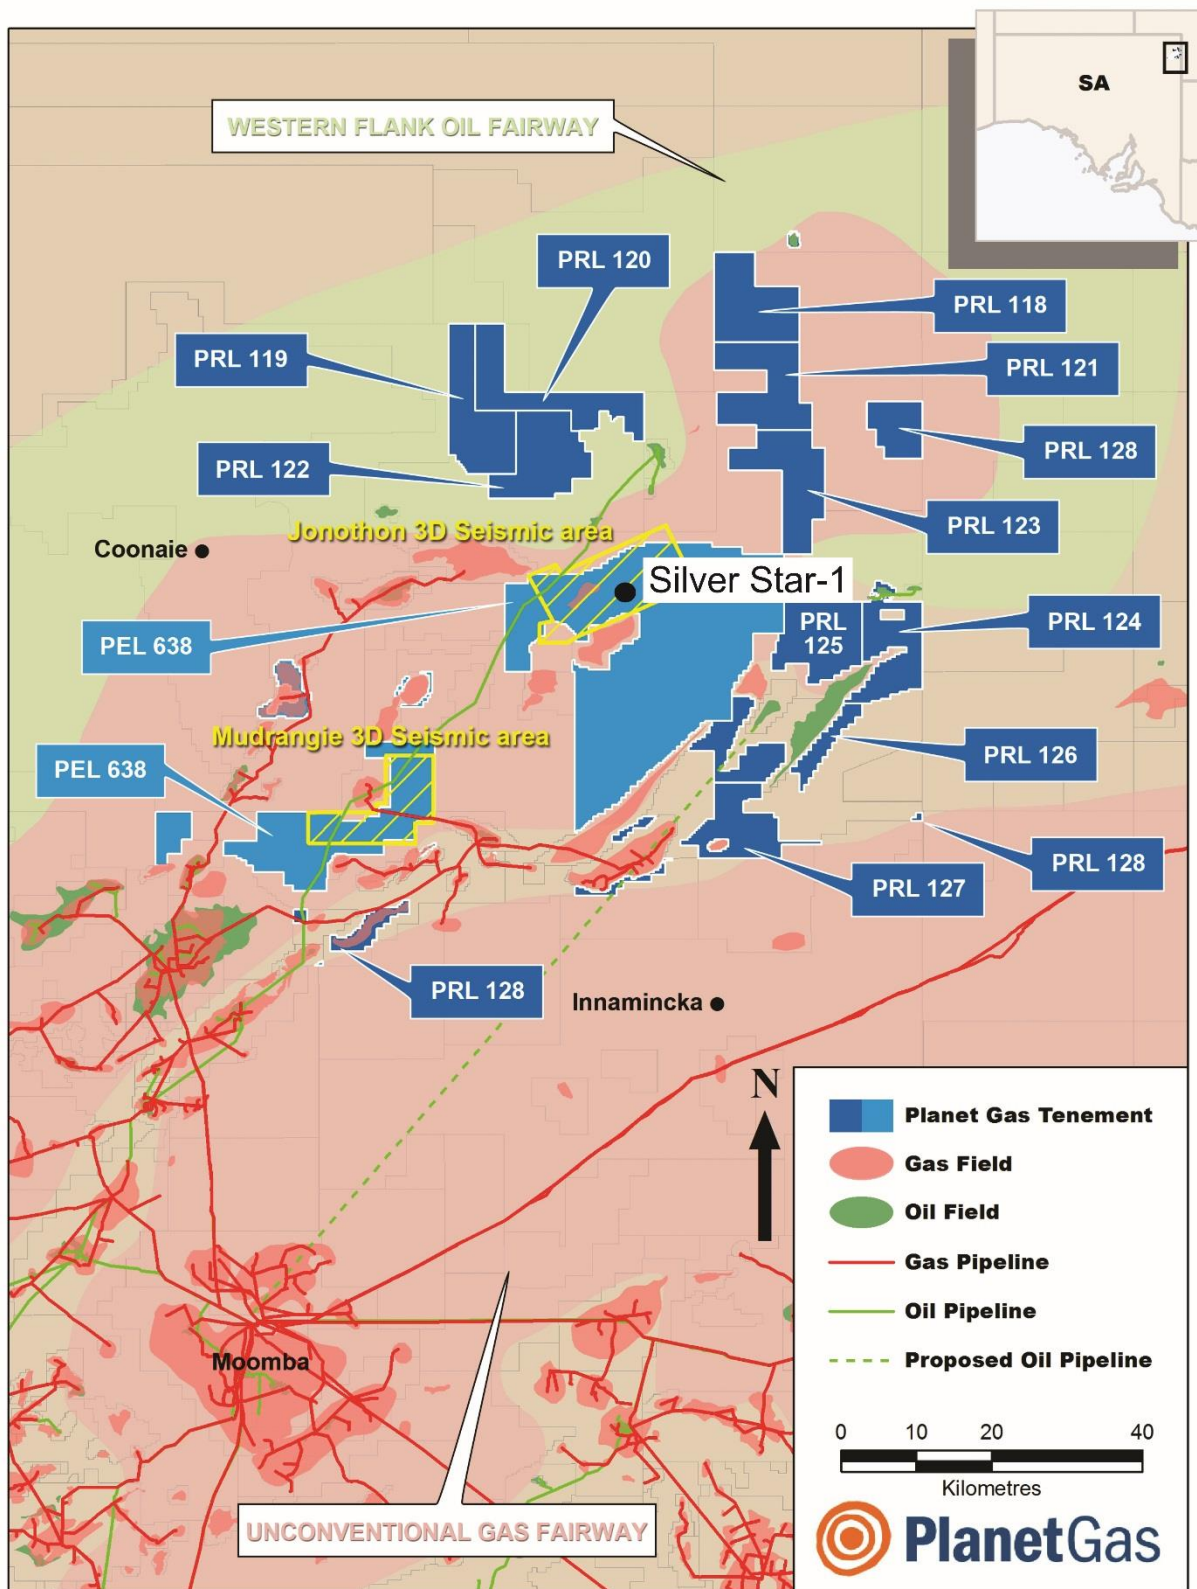 SA
WESTERN FLANK OIL FAIRWAY
PRL 120
PRL 118
PRL 119
PRL 121
PRL 128
PRL 122
PRL 123
Jonothon 3D Seismic area
Coonaie
Silver Star-1
PRL
125
PRL 124
PEL 638
Mudrangie 3D Seismic area
PRL 126
PEL 638
PRL 128
PRL 127
PRL 128
Innamincka
N
Planet Gas Tenement
Gas Field
Oil Field
Gas Pipeline
Oil Pipeline
Proposed Oil Pipeline
Moomba
0 10 20 40
Kilometres
UNCONVENTIONAL GAS FAIRWAY
PlanetGas